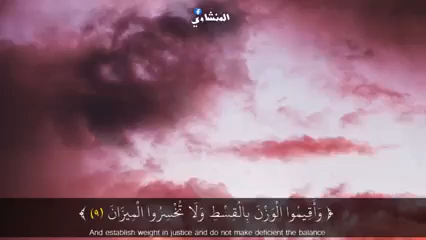 المنشاوي
﴿ وَأَقِيمُوا الْوَزْنَ بِالْقِسْطِ وَلَا تُخْسِرُوا الْمِيزَانَ (٩) ﴾
And establish weight in justice and do not make deficient the balance